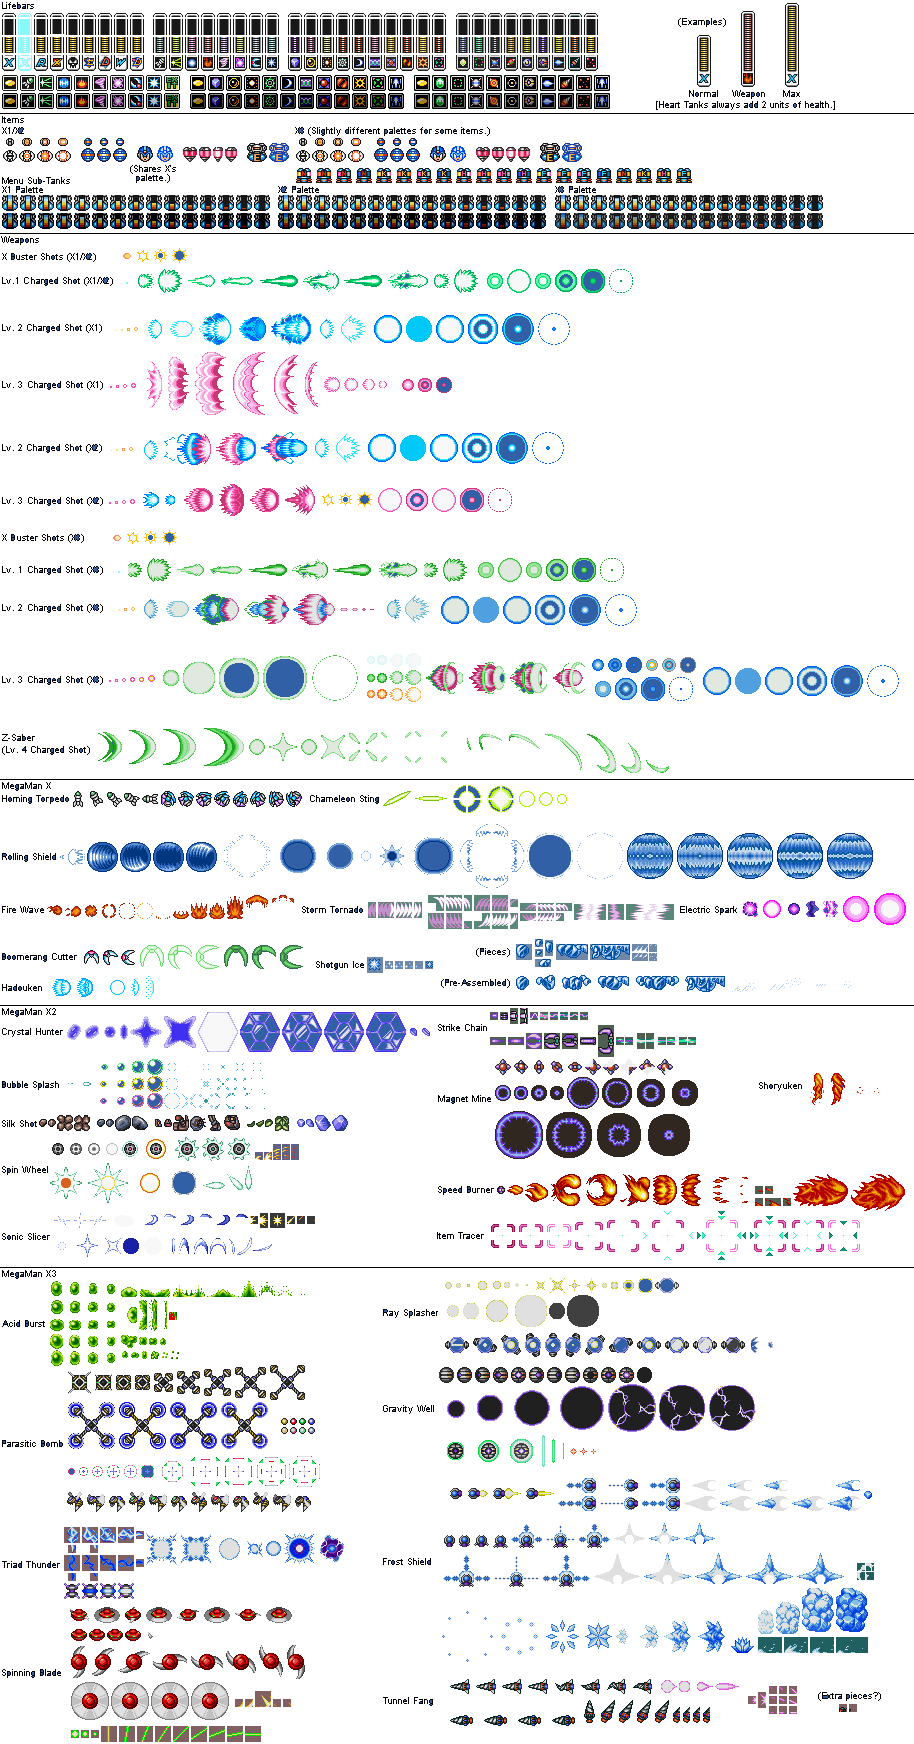 Lifebars
(Examples)
Normal Weapon Max
[Heart Tanks always add 2 units of health.]
Items
X1/X2
X3 (Slightly different palettes for some items.)
(Shares X's
palette.)
Menu Sub-Tanks
X1 Palette
X2 Palette
X3 Palette
Weapons
X Buster Shots (X1/X2)
Lv.1 Charged Shot (X1/X2)
Lv. 2 Charged Shot (X1)
Lv. 3 Charged Shot (X1)
Lv. 2 Charged Shot (X2)
Lv. 3 Charged Shot (X2)
X Buster Shots (X3)
Lv. 1 Charged Shot (X3)
Lv. 2 Charged Shot (X3)
Lv. 3 Charged Shot (X3)
Z-Saber
(Lv. 4 Charged Shot)
MegaMan X
Homing Torpedo
Chameleon Sting
Rolling Shield
Fire Wave
Storm Tornado
Electric Spark
Boomerang Cutter
Shotgun Ice
(Pieces)
(Pre-Assembled)
Hadouken
MegaMan X2
Crystal Hunter
Strike Chain
Bubble Splash
Magnet Mine
Shoryuken
Silk Shot
Spin Wheel
Speed Burner
Sonic Slicer
Item Tracer
MegaMan X3
Acid Burst
Ray Splasher
Gravity Well
Parasitic Bomb
Triad Thunder
Frost Shield
Spinning Blade
Tunnel Fang
(Extra pieces?)